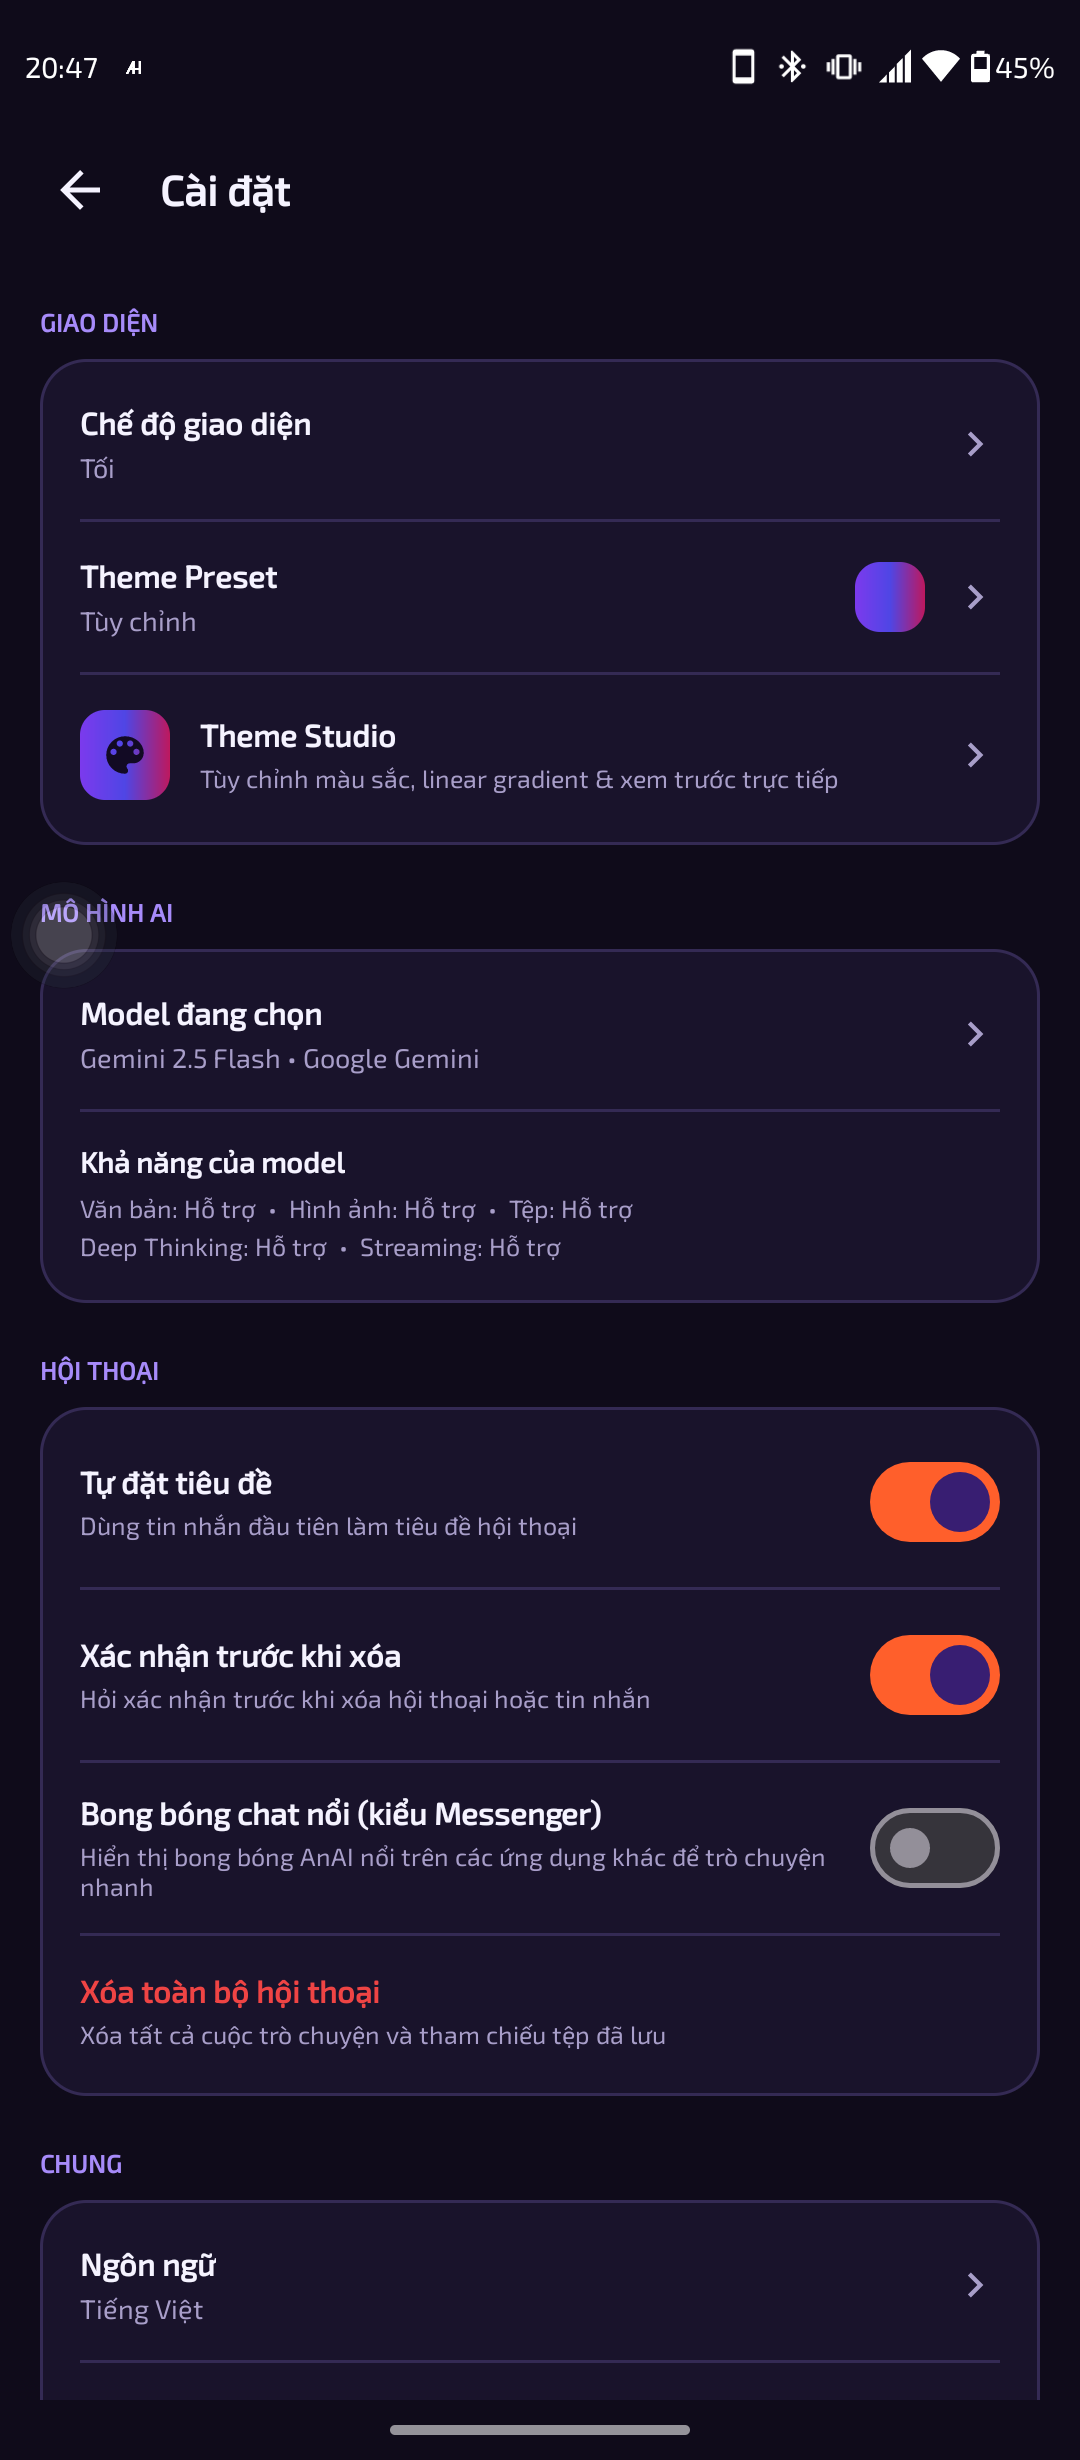 20:47
45%
Cài đặt
GIAO DIỆN
Chế độ giao diện
Tối
Theme Preset
Tùy chỉnh
Theme Studio
Tùy chỉnh màu sắc, linear gradient & xem trước trực tiếp
MÔ HÌNH AI
Model đang chọn
Gemini 2.5 Flash • Google Gemini
Khả năng của model
Văn bản: Hỗ trợ • Hình ảnh: Hỗ trợ • Tệp: Hỗ trợ
Deep Thinking: Hỗ trợ • Streaming: Hỗ trợ
HỘI THOẠI
Tự đặt tiêu đề
Dùng tin nhắn đầu tiên làm tiêu đề hội thoại
Xác nhận trước khi xóa
Hỏi xác nhận trước khi xóa hội thoại hoặc tin nhắn
Bong bóng chat nổi (kiểu Messenger)
Hiển thị bong bóng AnAI nổi trên các ứng dụng khác để trò chuyện
nhanh
Xóa toàn bộ hội thoại
Xóa tất cả cuộc trò chuyện và tham chiếu tệp đã lưu
CHUNG
Ngôn ngữ
Tiếng Việt